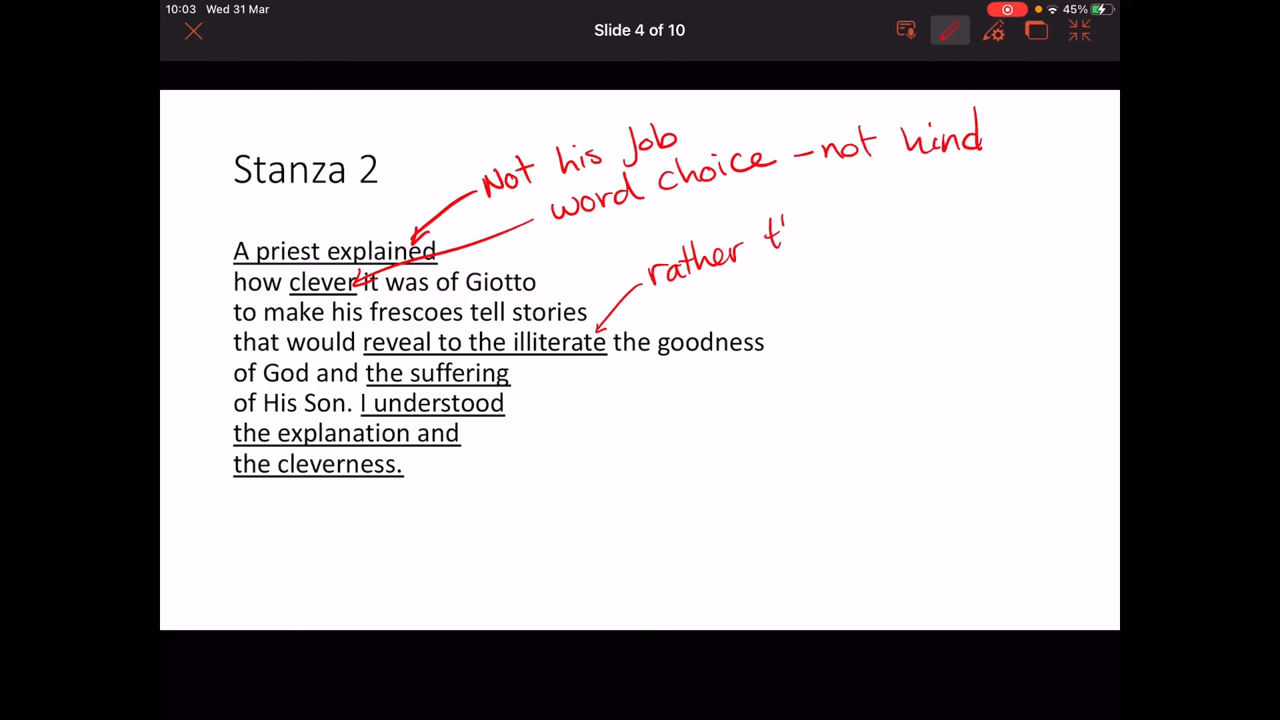 10:03 Wed 31 Mar
45%
Slide 4 of 10
Not his Job
word choice - not kind
Stanza 2
rather t
A priest explained
how clever it was of Giotto
to make his frescoes tell stories
that would reveal to the illiterate the goodness
of God and the suffering
of His Son. I understood
the explanation and
the cleverness.